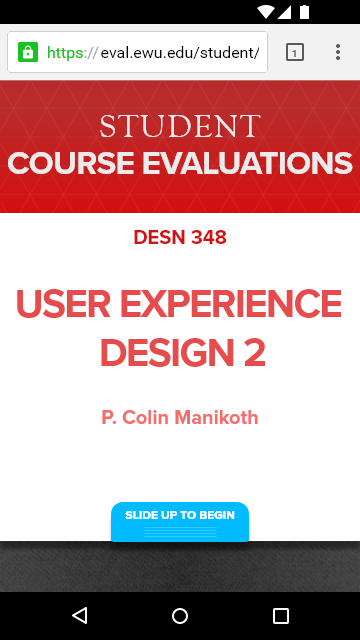 https://eval.ewu.edu/student/
1
STUDENT
COURSE EVALUATIONS
DESN 348
USER EXPERIENCE
DESIGN 2
P. Colin Manikoth
SLIDE UP TO BEGIN